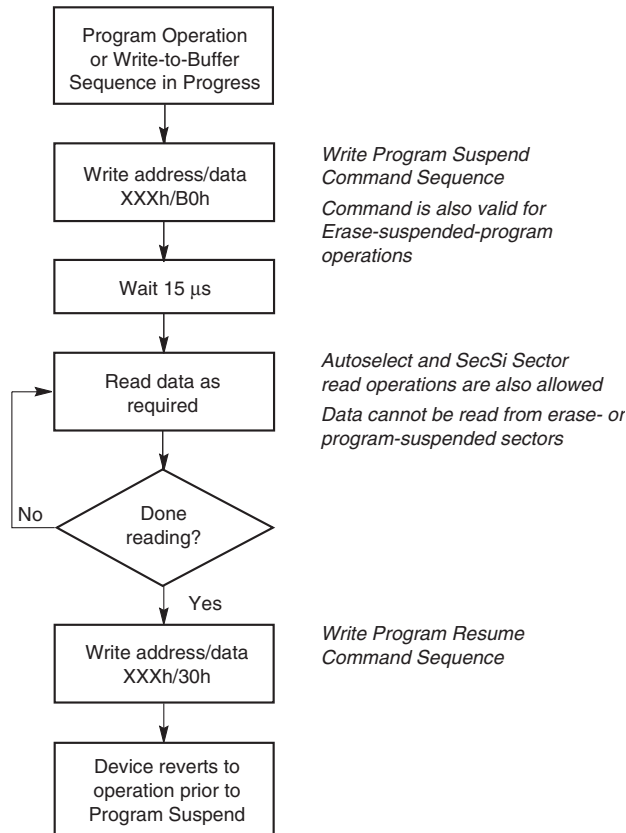 Program Operation
or Write-to-Buffer
Sequence in Progress
Write address/data
XXXh/B0h
Write Program Suspend
Command Sequence
Command is also valid for
Erase-suspended-program
operations
Wait 15 μs
Read data as
required
Autoselect and SecSi Sector
read operations are also allowed
Data cannot be read from erase- or
program-suspended sectors
No
Done
reading?
Yes
Write address/data
XXXh/30h
Write Program Resume
Command Sequence
Device reverts to
operation prior to
Program Suspend